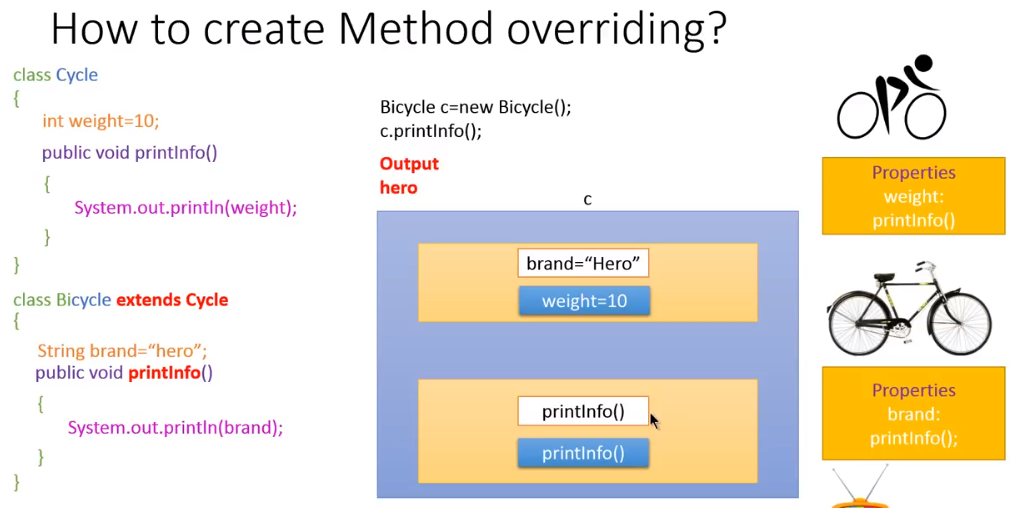 How to create Method overriding?
class Cycle
{
int weight=10;
public void printInfo()
{
System.out.println(weight);
}
}
class Bicycle extends Cycle
{
String brand=“hero”;
public void printInfo()
{
System.out.println(brand);
}
}
Bicycle c=new Bicycle();
c.printInfo();
Output
hero
c
brand=“Hero”
weight=10
printInfo()
printInfo()
Properties
weight:
printInfo()
Properties
brand:
printInfo();